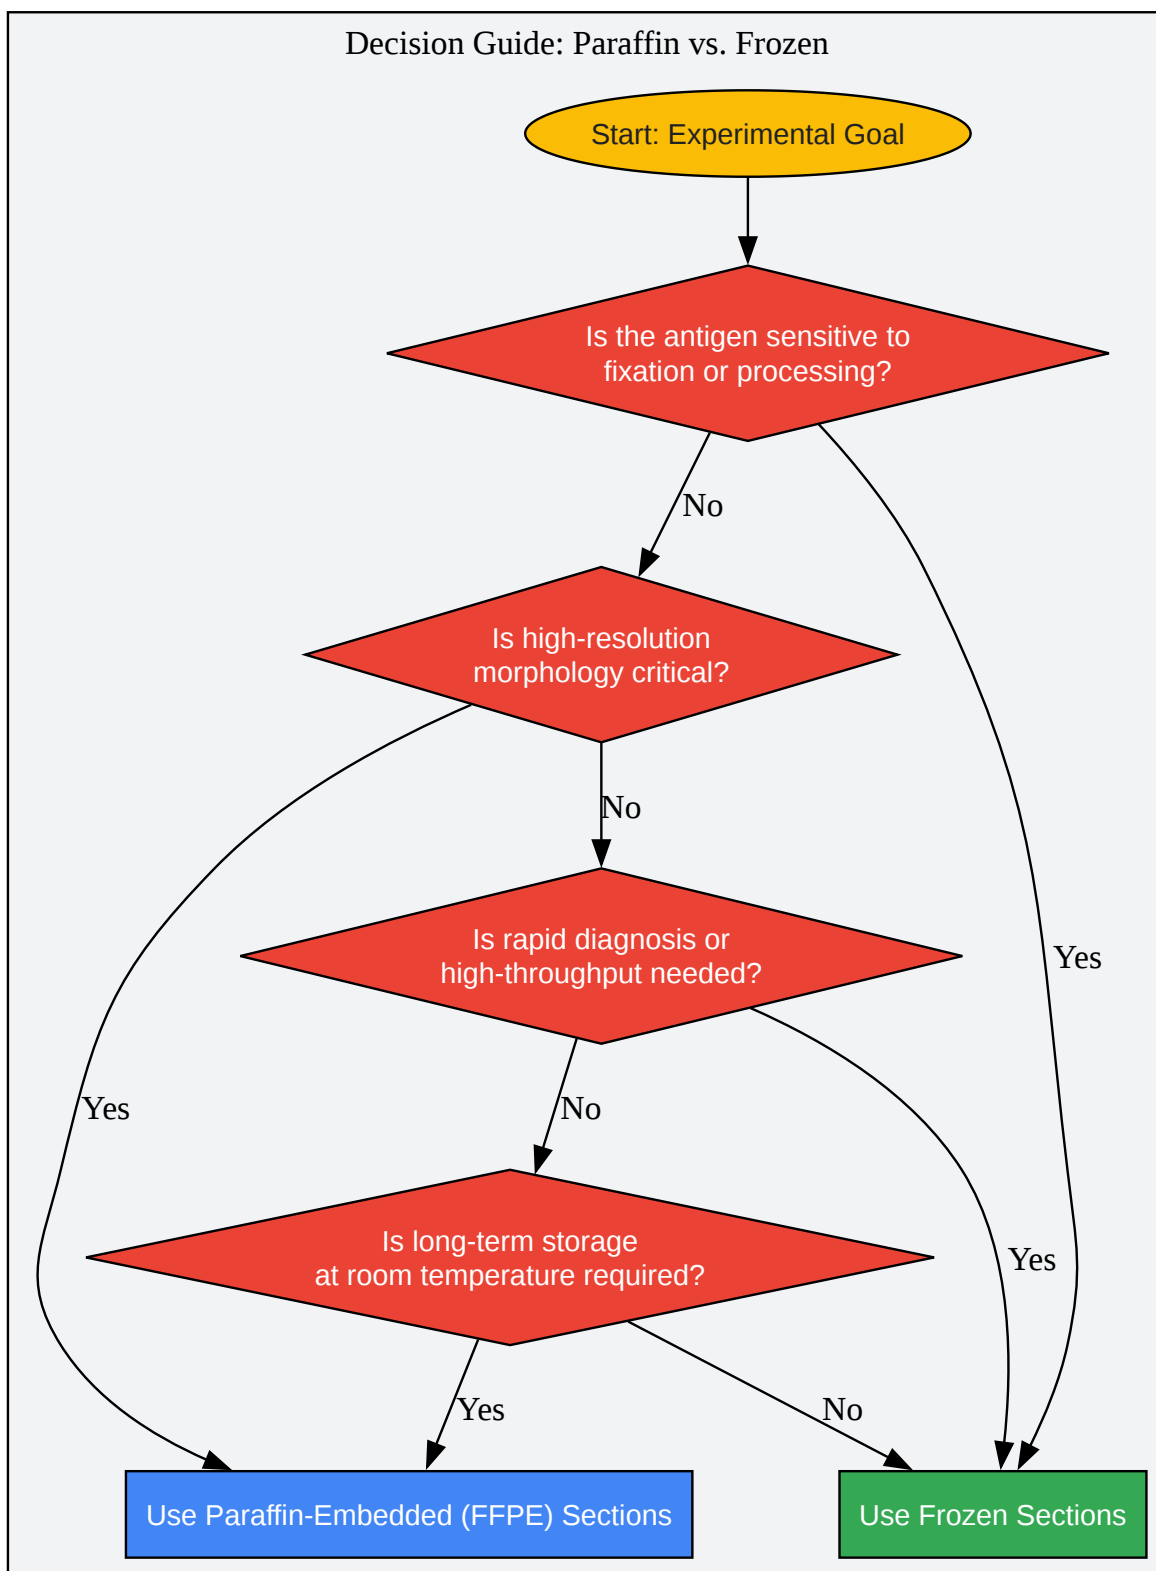 Decision Guide: Paraffin vs. Frozen
Start: Experimental Goal
Is the antigen sensitive to
fixation or processing?
No
Is high-resolution
morphology critical?
No
Is rapid diagnosis or
high-throughput needed?
Yes
Yes
No
Is long-term storage
at room temperature required?
Yes
Yes
No
Use Paraffin-Embedded (FFPE) Sections
Use Frozen Sections